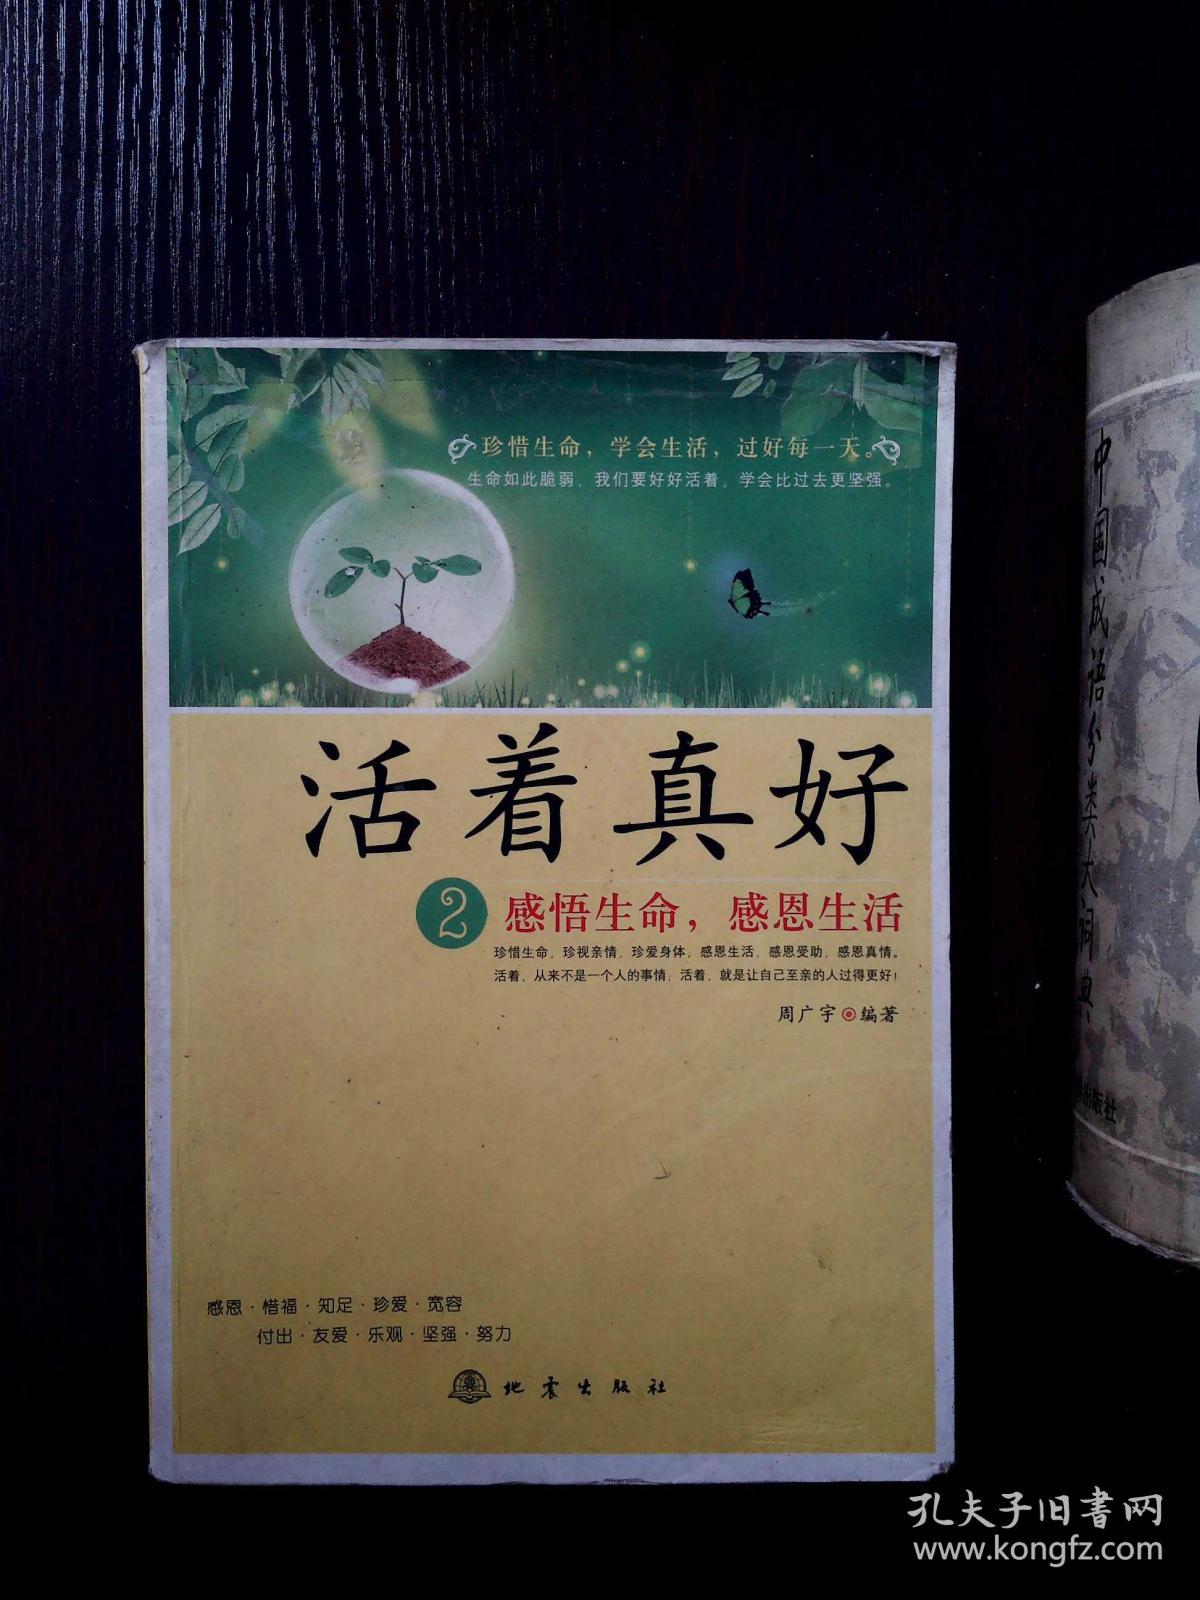 珍惜生命，学会生活，过好每一天。
生命如此脆弱，我们要好好活着，学会比过去更坚强。
活着真好
2 感悟生命，感恩生活
珍惜生命，珍视亲情，珍爱身体，感恩生活，感恩受助，感恩真情。
活着，从来不是一个人的事情；活着，就是让自己至亲的人过得更好！
周广宇 编著
感恩·惜福·知足·珍爱·宽容
付出·友爱·乐观·坚强·努力
地震出版社
中国成语分类大词典
出版社
孔夫子旧书网
www.kongfz.com